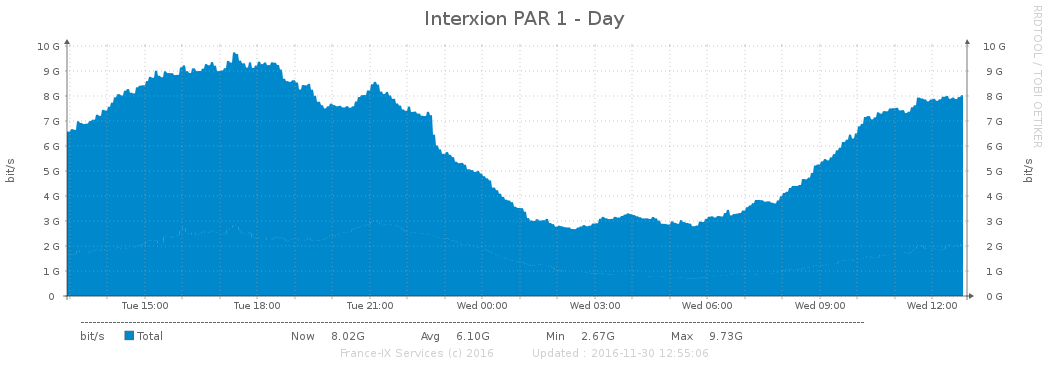 Interxion PAR 1 - Day
RRDTOOL / TOBI OETIKER
10 G 10 G
9 G 9 G
8 G 8 G
7 G 7 G
6 G 6 G
5 G 5 G
4 G 4 G
3 G 3 G
2 G 2 G
1 G 1 G
0 0 G
bit/s
bit/s
Tue 15:00 Tue 18:00 Tue 21:00 Wed 00:00 Wed 03:00 Wed 06:00 Wed 09:00 Wed 12:00
bit/s Total Now 8.02G Avg 6.10G Min 2.67G Max 9.73G
France-IX Services (c) 2016 Updated : 2016-11-30 12:55:06